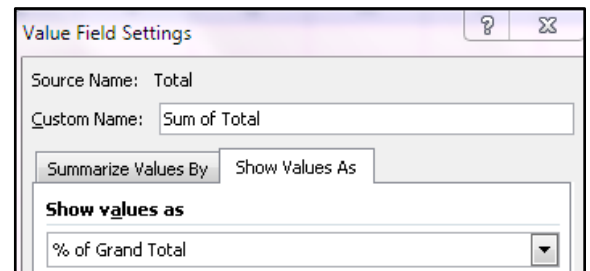 Value Field Settings
Source Name: Total
Custom Name: Sum of Total
Summarize Values By Show Values As
Show values as
% of Grand Total